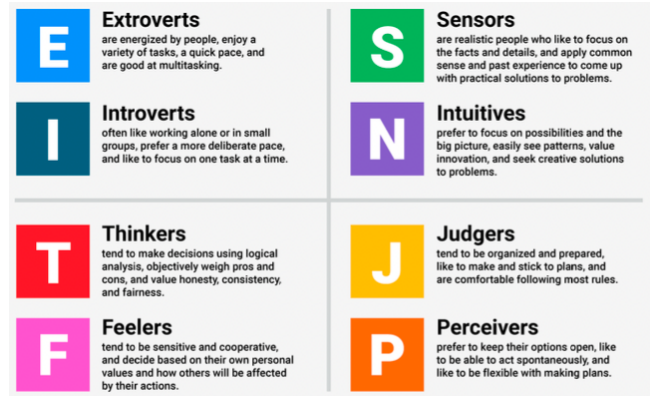 E
Extroverts
are energized by people, enjoy a
variety of tasks, a quick pace, and
are good at multitasking.
I
Introverts
often like working alone or in small
groups, prefer a more deliberate pace,
and like to focus on one task at a time.
S
Sensors
are realistic people who like to focus on
the facts and details, and apply common
sense and past experience to come up
with practical solutions to problems.
N
Intuitives
prefer to focus on possibilities and the
big picture, easily see patterns, value
innovation, and seek creative solutions
to problems.
T
Thinkers
tend to make decisions using logical
analysis, objectively weigh pros and
cons, and value honesty, consistency,
and fairness.
F
Feelers
tend to be sensitive and cooperative,
and decide based on their own personal
values and how others will be affected
by their actions.
J
Judgers
tend to be organized and prepared,
like to make and stick to plans, and
are comfortable following most rules.
P
Perceivers
prefer to keep their options open, like
to be able to act spontaneously, and
like to be flexible with making plans.